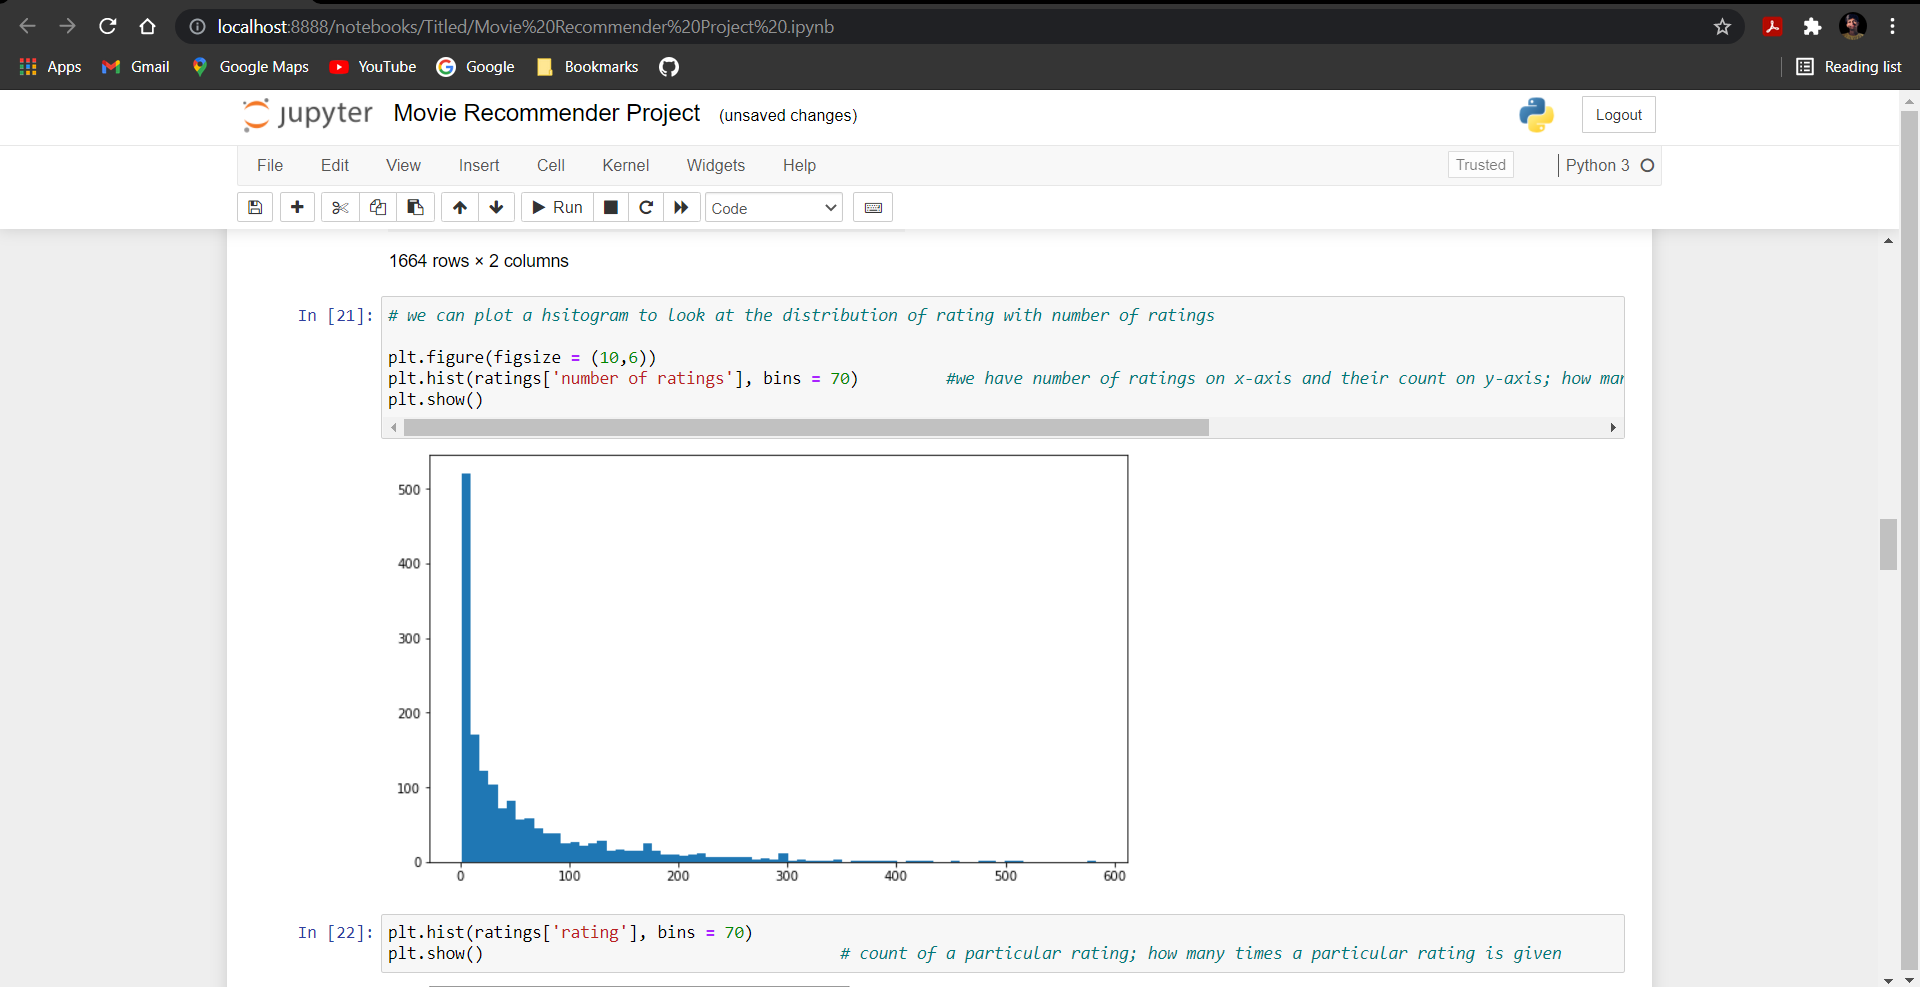 localhost:8888/notebooks/Titled/Movie%20Recommender%20Project%20.ipynb
Apps Gmail Google Maps YouTube Google Bookmarks Reading list
jupyter Movie Recommender Project (unsaved changes) Logout
File Edit View Insert Cell Kernel Widgets Help Trusted Python 3
Run Code
1664 rows × 2 columns
In [21]: # we can plot a hsitogram to look at the distribution of rating with number of ratings
plt.figure(figsize = (10,6))
plt.hist(ratings['number of ratings'], bins = 70) #we have number of ratings on x-axis and their count on y-axis; how
plt.show()
500
400
300
200
100
0
0 100 200 300 400 500 600
In [22]: plt.hist(ratings['rating'], bins = 70)
plt.show() # count of a particular rating; how many times a particular rating is given